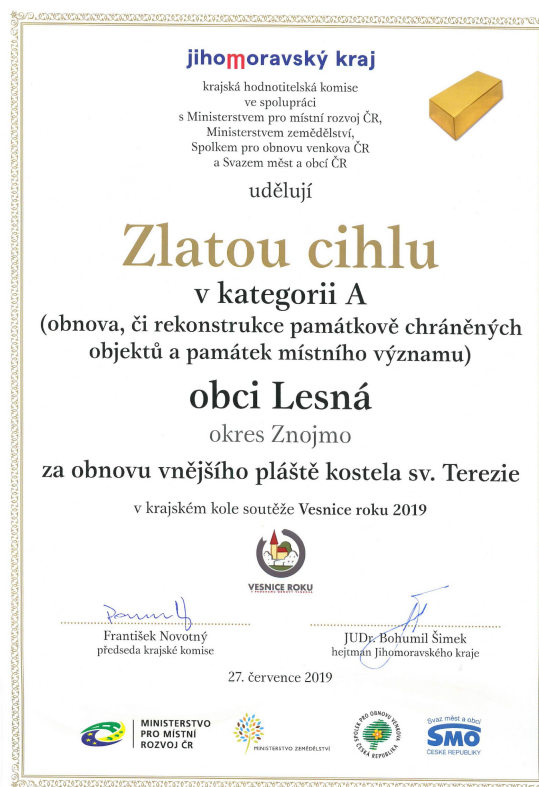 jihomoravský kraj
krajská hodnotitelská komise
ve spolupráci
s Ministerstvem pro místní rozvoj ČR,
Ministerstvem zemědělství,
Spolkem pro obnovu venkova ČR
a Svazem měst a obcí ČR
udělují
Zlatou cihlu
v kategorii A
(obnova, či rekonstrukce památkově chráněných
objektů a památek místního významu)
obci Lesná
okres Znojmo
za obnovu vnějšího pláště kostela sv. Terezie
v krajském kole soutěže Vesnice roku 2019
VESNICE ROKU
V PROGRAMU OBNOVY VENKOVA
František Novotný
předseda krajské komise
JUDr. Bohumil Šimek
hejtman Jihomoravského kraje
27. července 2019
MINISTERSTVO
PRO MÍSTNÍ
ROZVOJ ČR
MINISTERSTVO ZEMĚDĚLSTVÍ
SPOLEK PRO OBNOVU VENKOVA
ČESKÁ REPUBLIKA
Svaz měst a obcí
SMO
ČESKÉ REPUBLIKY